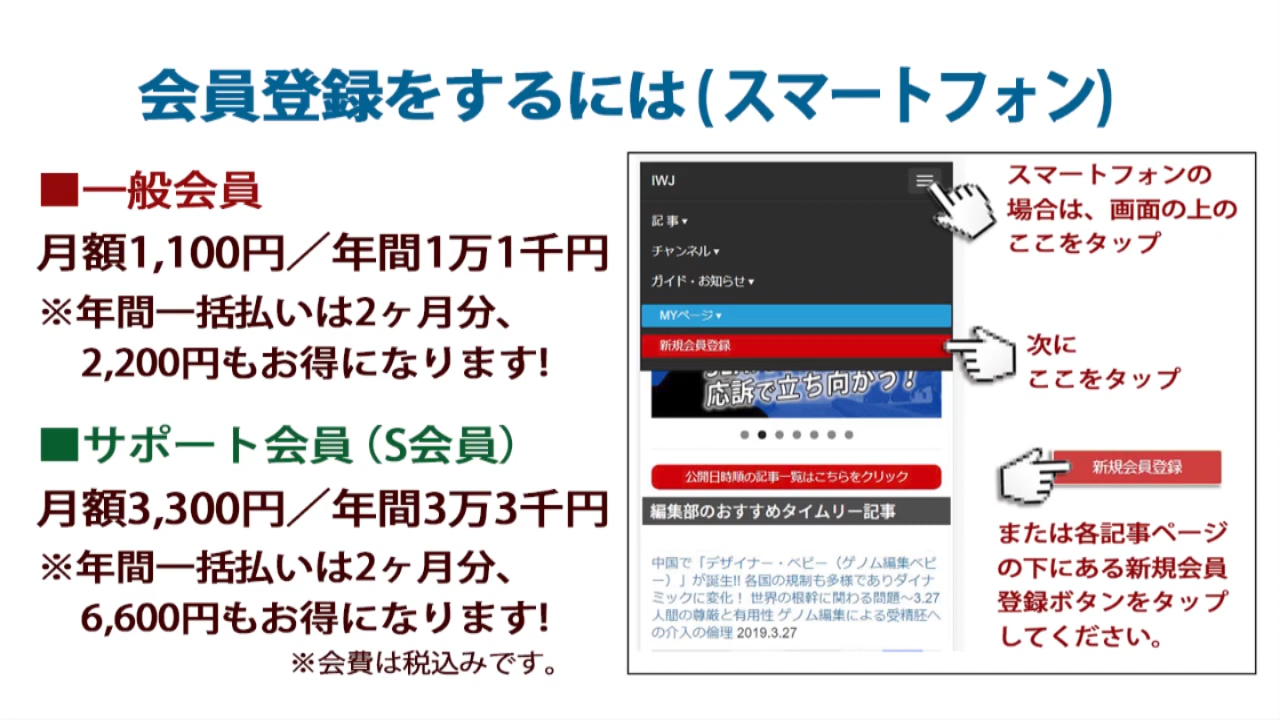 会員登録をするには(スマートフォン)
■一般会員
月額1,100円／年間1万1千円
※年間一括払いは2ヶ月分、
2,200円もお得になります!
■サポート会員（S会員）
月額3,300円／年間3万3千円
※年間一括払いは2ヶ月分、
6,600円もお得になります!
※会費は税込みです。
IWJ
記事▾
チャンネル▾
ガイド・お知らせ▾
MYページ▾
新規会員登録
応訴で立ち向かう！
公開日時順の記事一覧はこちらをクリック
編集部のおすすめタイムリー記事
中国で「デザイナー・ベビー（ゲノム編集ベビ
ー）」が誕生!! 各国の規制も多様でありダイナ
ミックに変化！ 世界の根幹に関わる問題～3.27
人間の尊厳と有用性 ゲノム編集による受精胚へ
の介入の倫理 2019.3.27
スマートフォンの
場合は、画面の上の
ここをタップ
次に
ここをタップ
新規会員登録
または各記事ページ
の下にある新規会員
登録ボタンをタップ
してください。